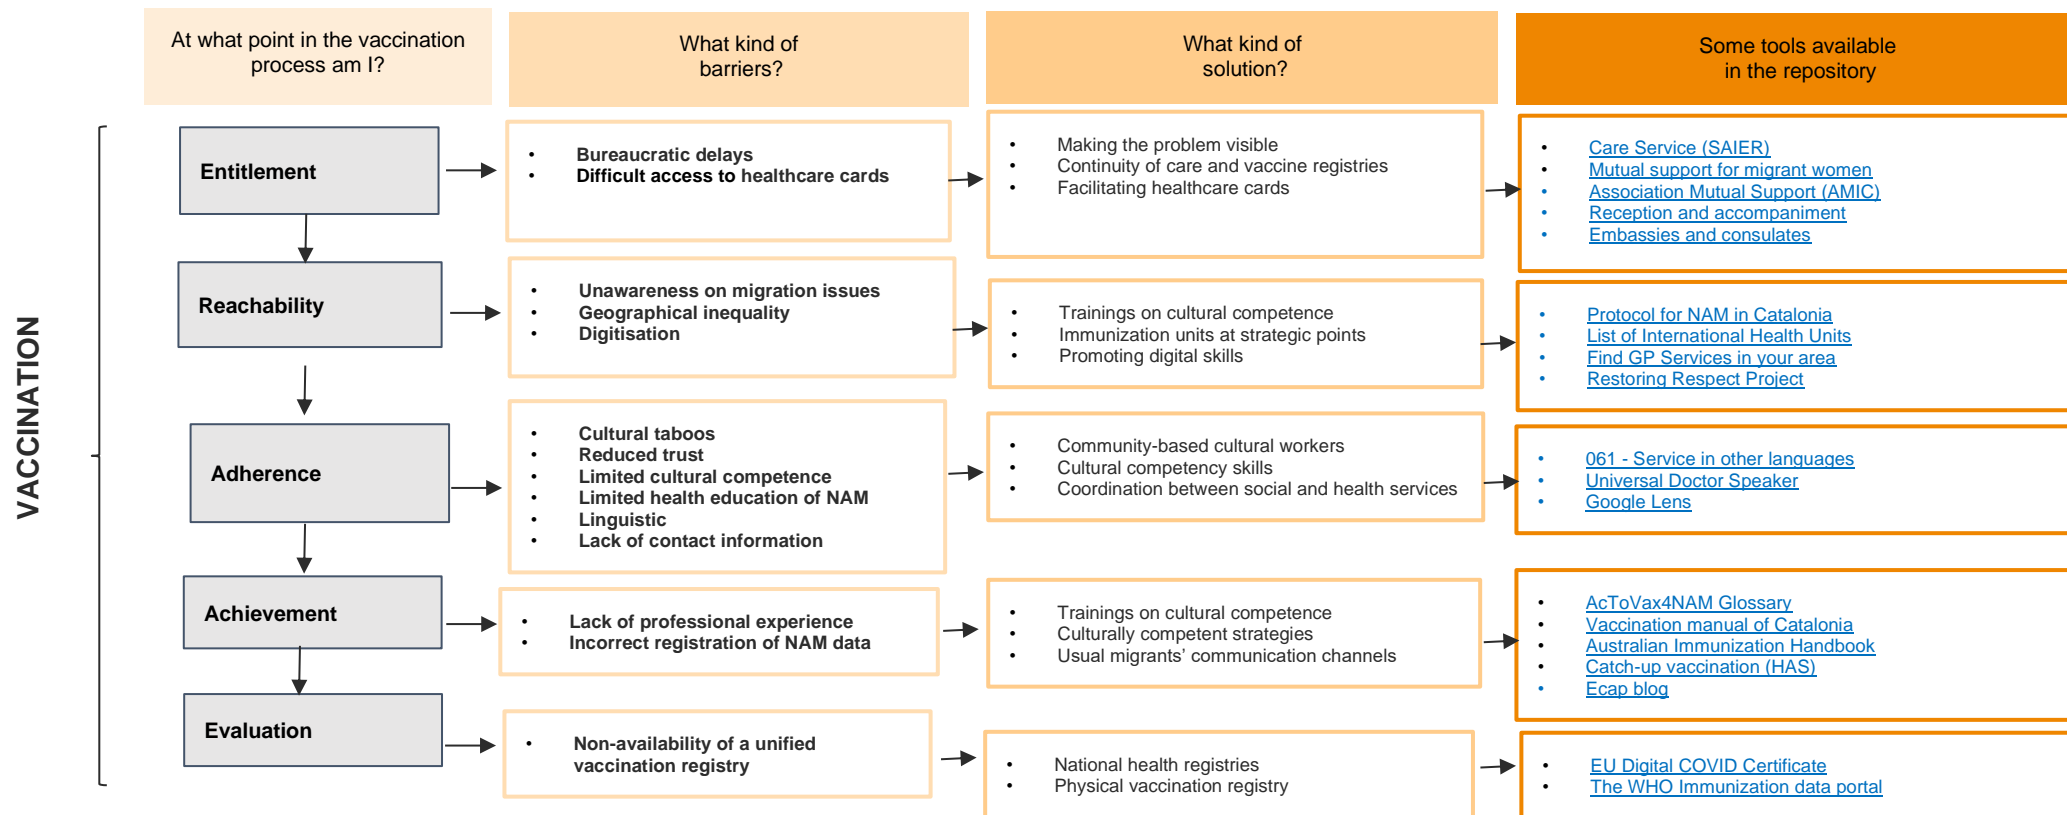 At what point in the vaccination
process am I?
What kind of
barriers?
What kind of
solution?
Some tools available
in the repository
VACCINATION
Entitlement
• Bureaucratic delays
• Difficult access to healthcare cards
• Making the problem visible
• Continuity of care and vaccine registries
• Facilitating healthcare cards
• Care Service (SAIER)
• Mutual support for migrant women
• Association Mutual Support (AMIC)
• Reception and accompaniment
• Embassies and consulates
Reachability
• Unawareness on migration issues
• Geographical inequality
• Digitisation
• Trainings on cultural competence
• Immunization units at strategic points
• Promoting digital skills
• Protocol for NAM in Catalonia
• List of International Health Units
• Find GP Services in your area
• Restoring Respect Project
Adherence
• Cultural taboos
• Reduced trust
• Limited cultural competence
• Limited health education of NAM
• Linguistic
• Lack of contact information
• Community-based cultural workers
• Cultural competency skills
• Coordination between social and health services
• 061 - Service in other languages
• Universal Doctor Speaker
• Google Lens
Achievement
• Lack of professional experience
• Incorrect registration of NAM data
• Trainings on cultural competence
• Culturally competent strategies
• Usual migrants' communication channels
• AcToVax4NAM Glossary
• Vaccination manual of Catalonia
• Australian Immunization Handbook
• Catch-up vaccination (HAS)
• Ecap blog
Evaluation
• Non-availability of a unified
vaccination registry
• National health registries
• Physical vaccination registry
• EU Digital COVID Certificate
• The WHO Immunization data portal